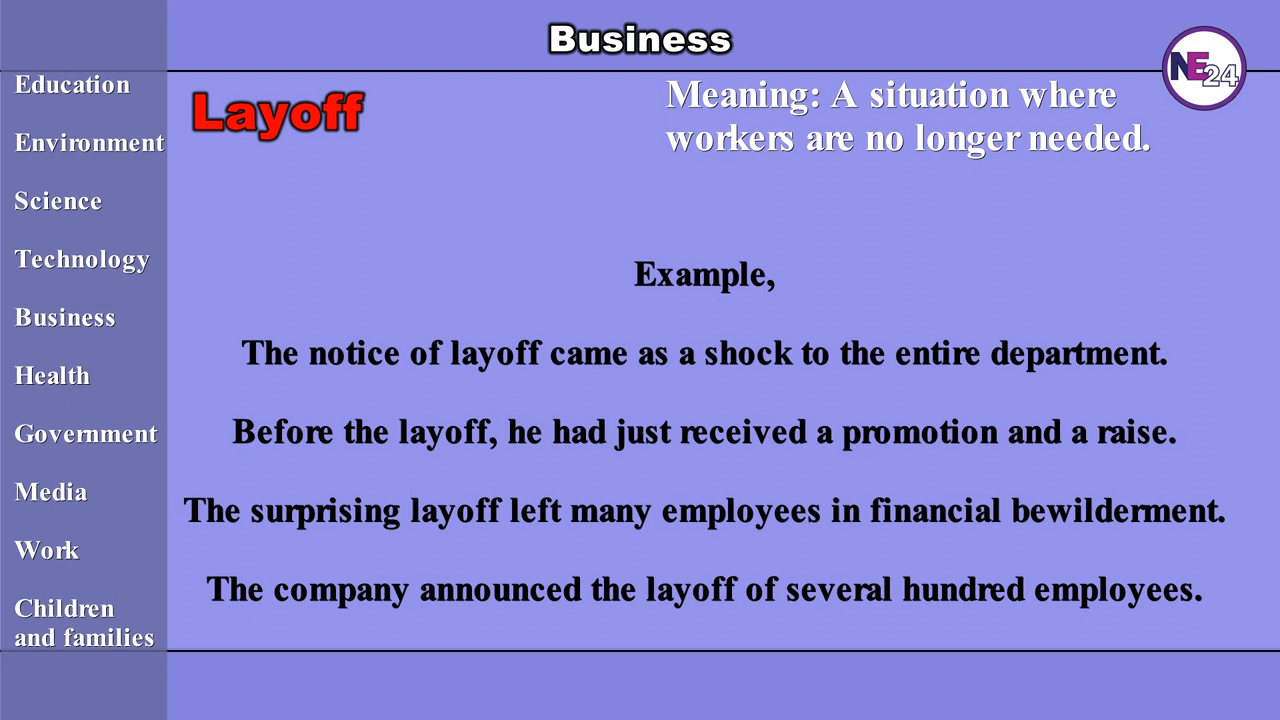 Business
NE24
Education
Environment
Science
Technology
Business
Health
Government
Media
Work
Children
and families
Layoff
Meaning: A situation where
workers are no longer needed.
Example,
The notice of layoff came as a shock to the entire department.
Before the layoff, he had just received a promotion and a raise.
The surprising layoff left many employees in financial bewilderment.
The company announced the layoff of several hundred employees.